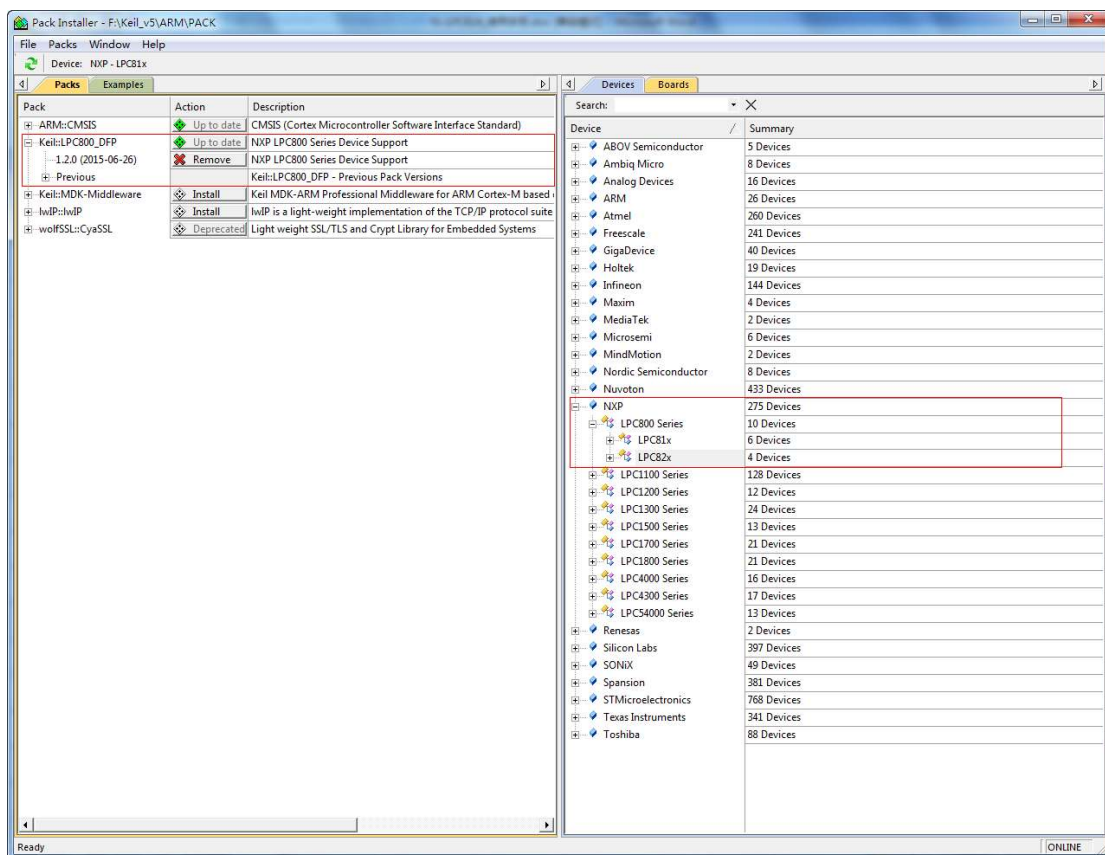 Pack Installer - F:\Keil_v5\ARM\PACK
File Packs Window Help
Device: NXP - LPC81x
Packs Examples
Pack Action Description
ARM::CMSIS Up to date CMSIS (Cortex Microcontroller Software Interface Standard)
Keil::LPC800_DFP Up to date NXP LPC800 Series Device Support
1.2.0 (2015-06-26) Remove NXP LPC800 Series Device Support
Previous Keil::LPC800_DFP - Previous Pack Versions
Keil::MDK-Middleware Install Keil MDK-ARM Professional Middleware for ARM Cortex-M based
lwIP::lwIP Install lwIP is a light-weight implementation of the TCP/IP protocol suite
wolfSSL::CyaSSL Deprecated Light weight SSL/TLS and Crypt Library for Embedded Systems
Devices Boards
Search:
Device Summary
ABOV Semiconductor 5 Devices
Ambiq Micro 8 Devices
Analog Devices 16 Devices
ARM 26 Devices
Atmel 260 Devices
Freescale 241 Devices
GigaDevice 40 Devices
Holtek 19 Devices
Infineon 144 Devices
Maxim 4 Devices
MediaTek 2 Devices
Microsemi 6 Devices
MindMotion 2 Devices
Nordic Semiconductor 8 Devices
Nuvoton 433 Devices
NXP 275 Devices
LPC800 Series 10 Devices
LPC81x 6 Devices
LPC82x 4 Devices
LPC1100 Series 128 Devices
LPC1200 Series 12 Devices
LPC1300 Series 24 Devices
LPC1500 Series 13 Devices
LPC1700 Series 21 Devices
LPC1800 Series 21 Devices
LPC4000 Series 16 Devices
LPC4300 Series 17 Devices
LPC54000 Series 13 Devices
Renesas 2 Devices
Silicon Labs 397 Devices
SONiX 49 Devices
Spansion 381 Devices
STMicroelectronics 768 Devices
Texas Instruments 341 Devices
Toshiba 88 Devices
Ready ONLINE